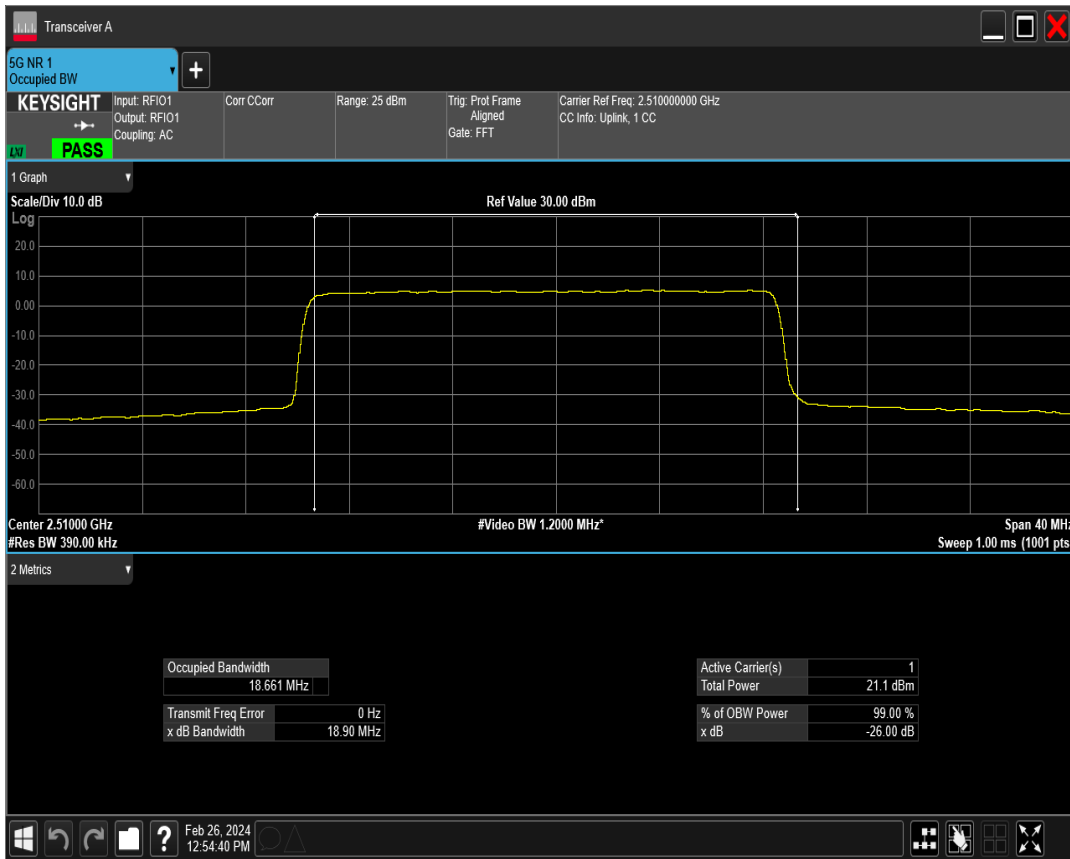 Transceiver A
5G NR 1
Occupied BW
KEYSIGHT
LXI
PASS
Input: RFIO1
Output: RFIO1
Coupling: AC
Corr CCorr
Range: 25 dBm
Trig: Prot Frame
Aligned
Gate: FFT
Carrier Ref Freq: 2.510000000 GHz
CC Info: Uplink, 1 CC
1 Graph
Scale/Div 10.0 dB
Ref Value 30.00 dBm
Log
20.0
10.0
0.00
-10.0
-20.0
-30.0
-40.0
-50.0
-60.0
Center 2.51000 GHz
#Video BW 1.2000 MHz*
Span 40 MHz
#Res BW 390.00 kHz
Sweep 1.00 ms (1001 pts
2 Metrics
Occupied Bandwidth
18.661 MHz
Active Carrier(s) 1
Total Power 21.1 dBm
Transmit Freq Error 0 Hz
x dB Bandwidth 18.90 MHz
% of OBW Power 99.00 %
x dB -26.00 dB
Feb 26, 2024
12:54:40 PM